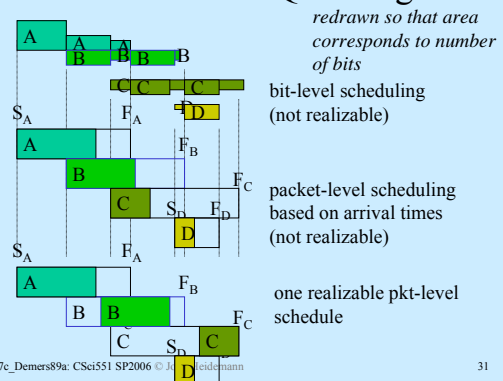 redrawn so that area
corresponds to number
of bits
A A A
B B B B
C C C
D
bit-level scheduling
(not realizable)
S_A F_A
A
F_B
B
F_C
C S_D F_D
D
packet-level scheduling
based on arrival times
(not realizable)
S_A F_A
A
F_B
B B
F_C
C S_D C
D
one realizable pkt-level
schedule
7c_Demers89a: CSci551 SP2006 © Heidemann
31